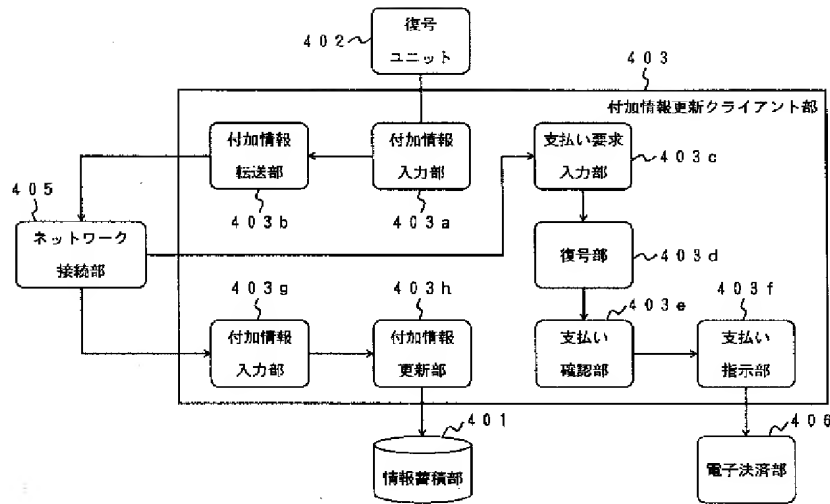 402
復号
ユニット
403
付加情報更新クライアント部
付加情報
転送部
403b
付加情報
入力部
403a
支払い要求
入力部
403c
405
ネットワーク
接続部
復号部
403d
403g
付加情報
入力部
403h
付加情報
更新部
403e
支払い
確認部
403f
支払い
指示部
401
情報蓄積部
406
電子決済部